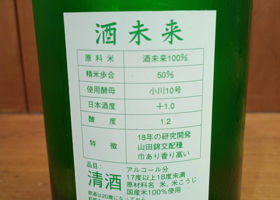 酒未来
原料米 酒未来100%
精米歩合 50%
使用酵母 小川10号
日本酒度 +1.0
酸度 1.2
特徴 18年の研究開発
山田錦交配種
巾あり香り高い
品目:
清酒
アルコール分
17度以上18度未満
原材料名 米、米こうじ
国産米100%使用